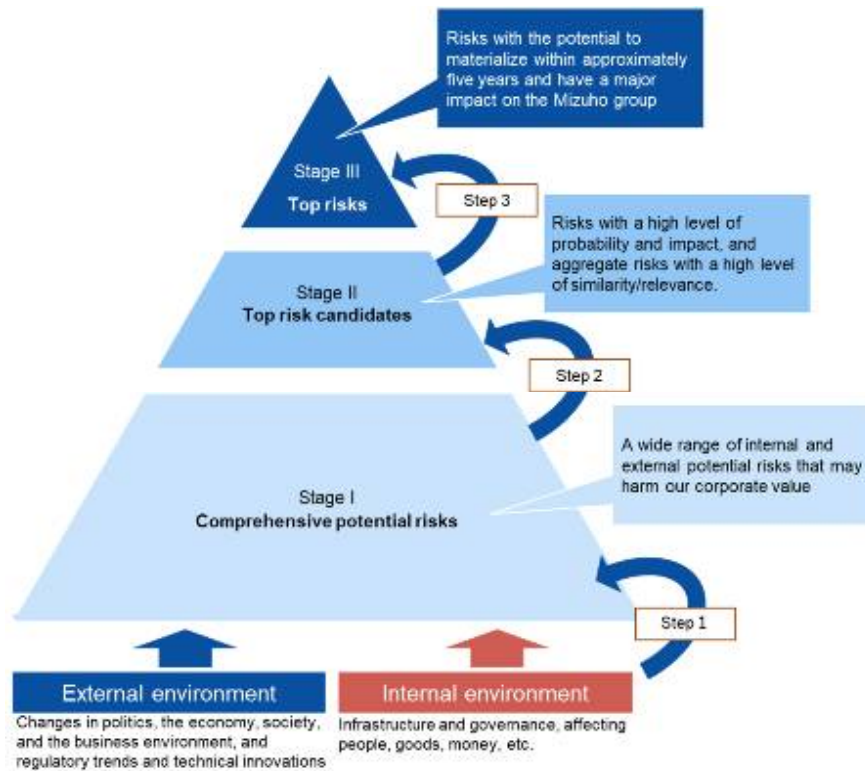 Risks with the potential to
materialize within approximately
five years and have a major
impact on the Mizuho group
Stage III
Top risks
Step 3
Risks with a high level of
probability and impact, and
aggregate risks with a high level
of similarity/relevance.
Stage II
Top risk candidates
Step 2
A wide range of internal and
external potential risks that may
harm our corporate value
Stage I
Comprehensive potential risks
Step 1
External environment
Changes in politics, the economy, society,
and the business environment, and
regulatory trends and technical innovations
Internal environment
Infrastructure and governance, affecting
people, goods, money, etc.